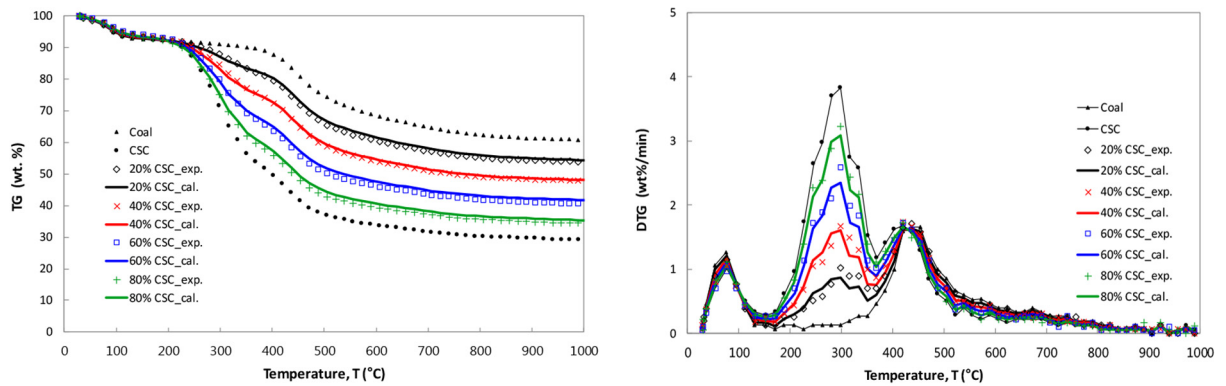 100
90
80
70
60
50
40
30
20
10
0
TG (wt. %)
Coal
CSC
20% CSC_exp.
20% CSC_cal.
40% CSC_exp.
40% CSC_cal.
60% CSC_exp.
60% CSC_cal.
80% CSC_exp.
80% CSC_cal.
0 100 200 300 400 500 600 700 800 900 1000
Temperature, T (°C)
5
4
3
2
1
0
DTG (wt%/min)
Coal
CSC
20% CSC_exp.
20% CSC_cal.
40% CSC_exp.
40% CSC_cal.
60% CSC_exp.
60% CSC_cal.
80% CSC_exp.
80% CSC_cal.
0 100 200 300 400 500 600 700 800 900 1000
Temperature, T (°C)